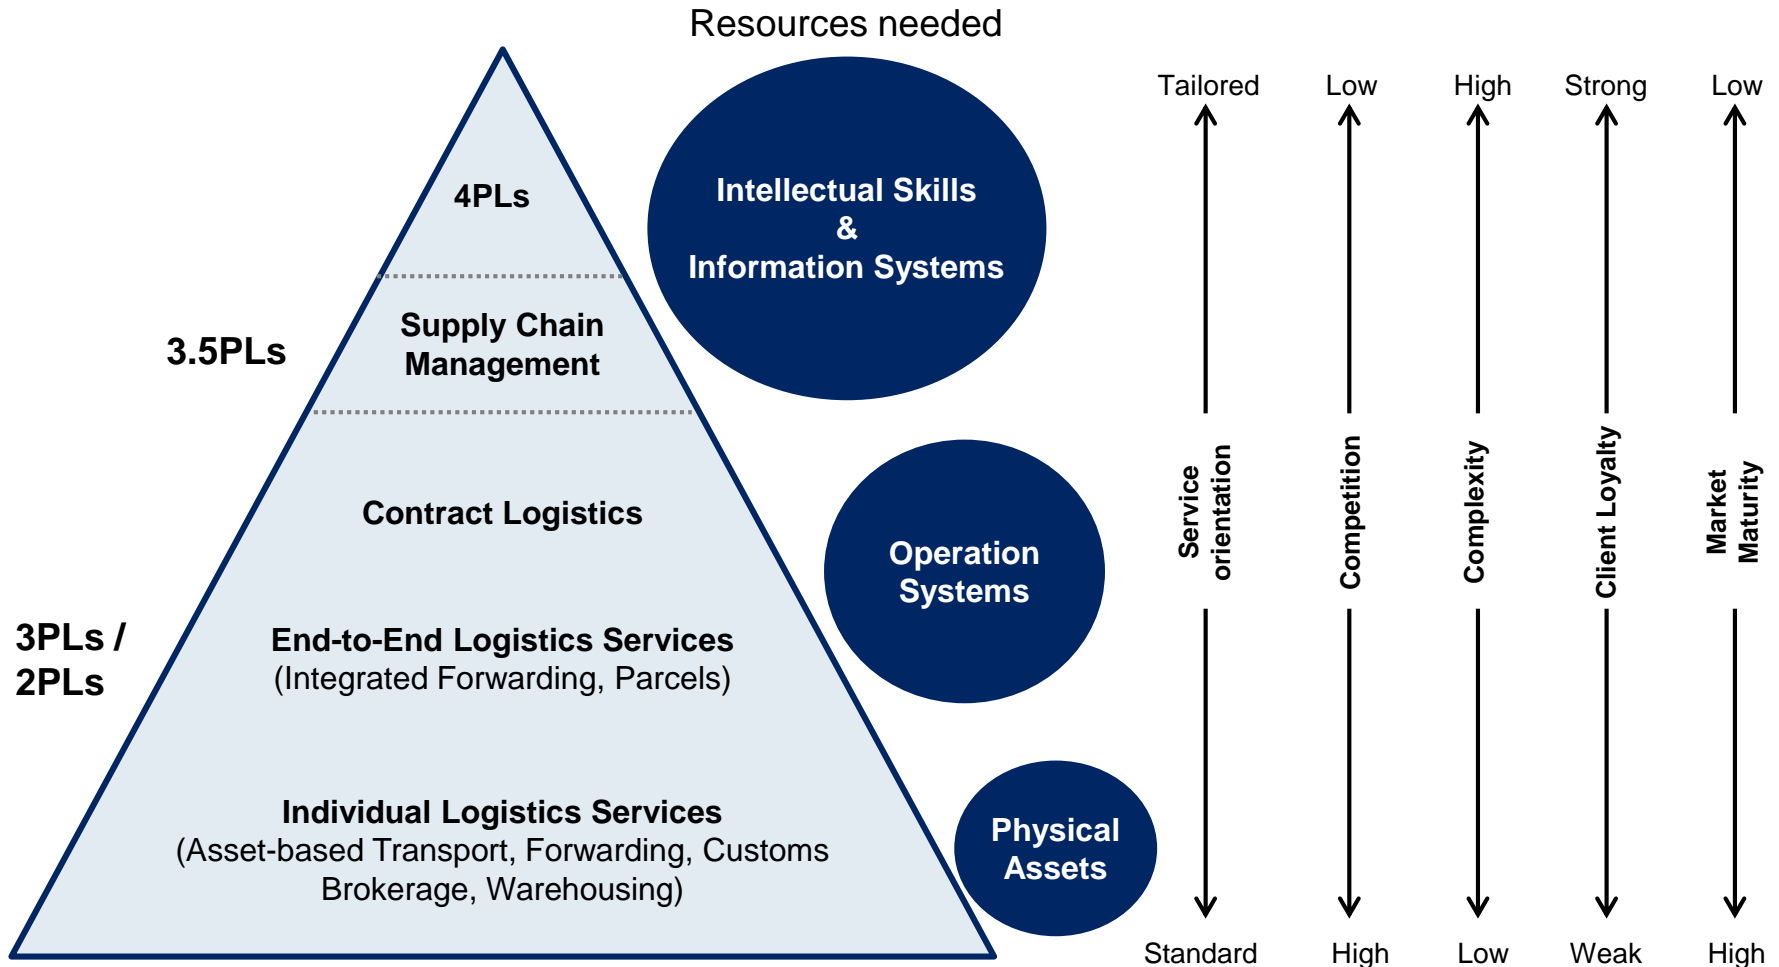 Resources needed
4PLs
Supply Chain
Management
3.5PLs
Contract Logistics
3PLs /
2PLs
End-to-End Logistics Services
(Integrated Forwarding, Parcels)
Individual Logistics Services
(Asset-based Transport, Forwarding, Customs
Brokerage, Warehousing)
Intellectual Skills
&
Information Systems
Operation
Systems
Physical
Assets
Tailored
Low
High
Strong
Low
Service
orientation
Competition
Complexity
Client Loyalty
Market
Maturity
Standard
High
Low
Weak
High